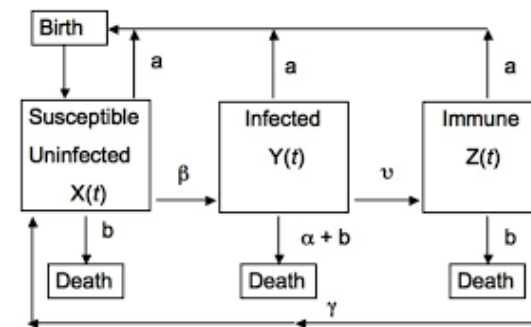 Birth
a
a
a
Susceptible
Uninfected
X(t)
β
Infected
Y(t)
υ
Immune
Z(t)
b
α + b
b
Death
Death
Death
γ